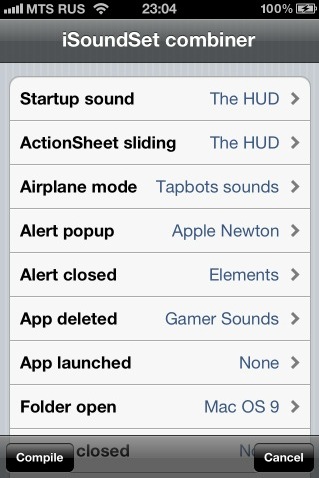 MTS RUS 23:04 100%
iSoundSet combiner
Startup sound The HUD
ActionSheet sliding The HUD
Airplane mode Tapbots sounds
Alert popup Apple Newton
Alert closed Elements
App deleted Gamer Sounds
App launched None
Folder open Mac OS 9
closed
Compile Cancel